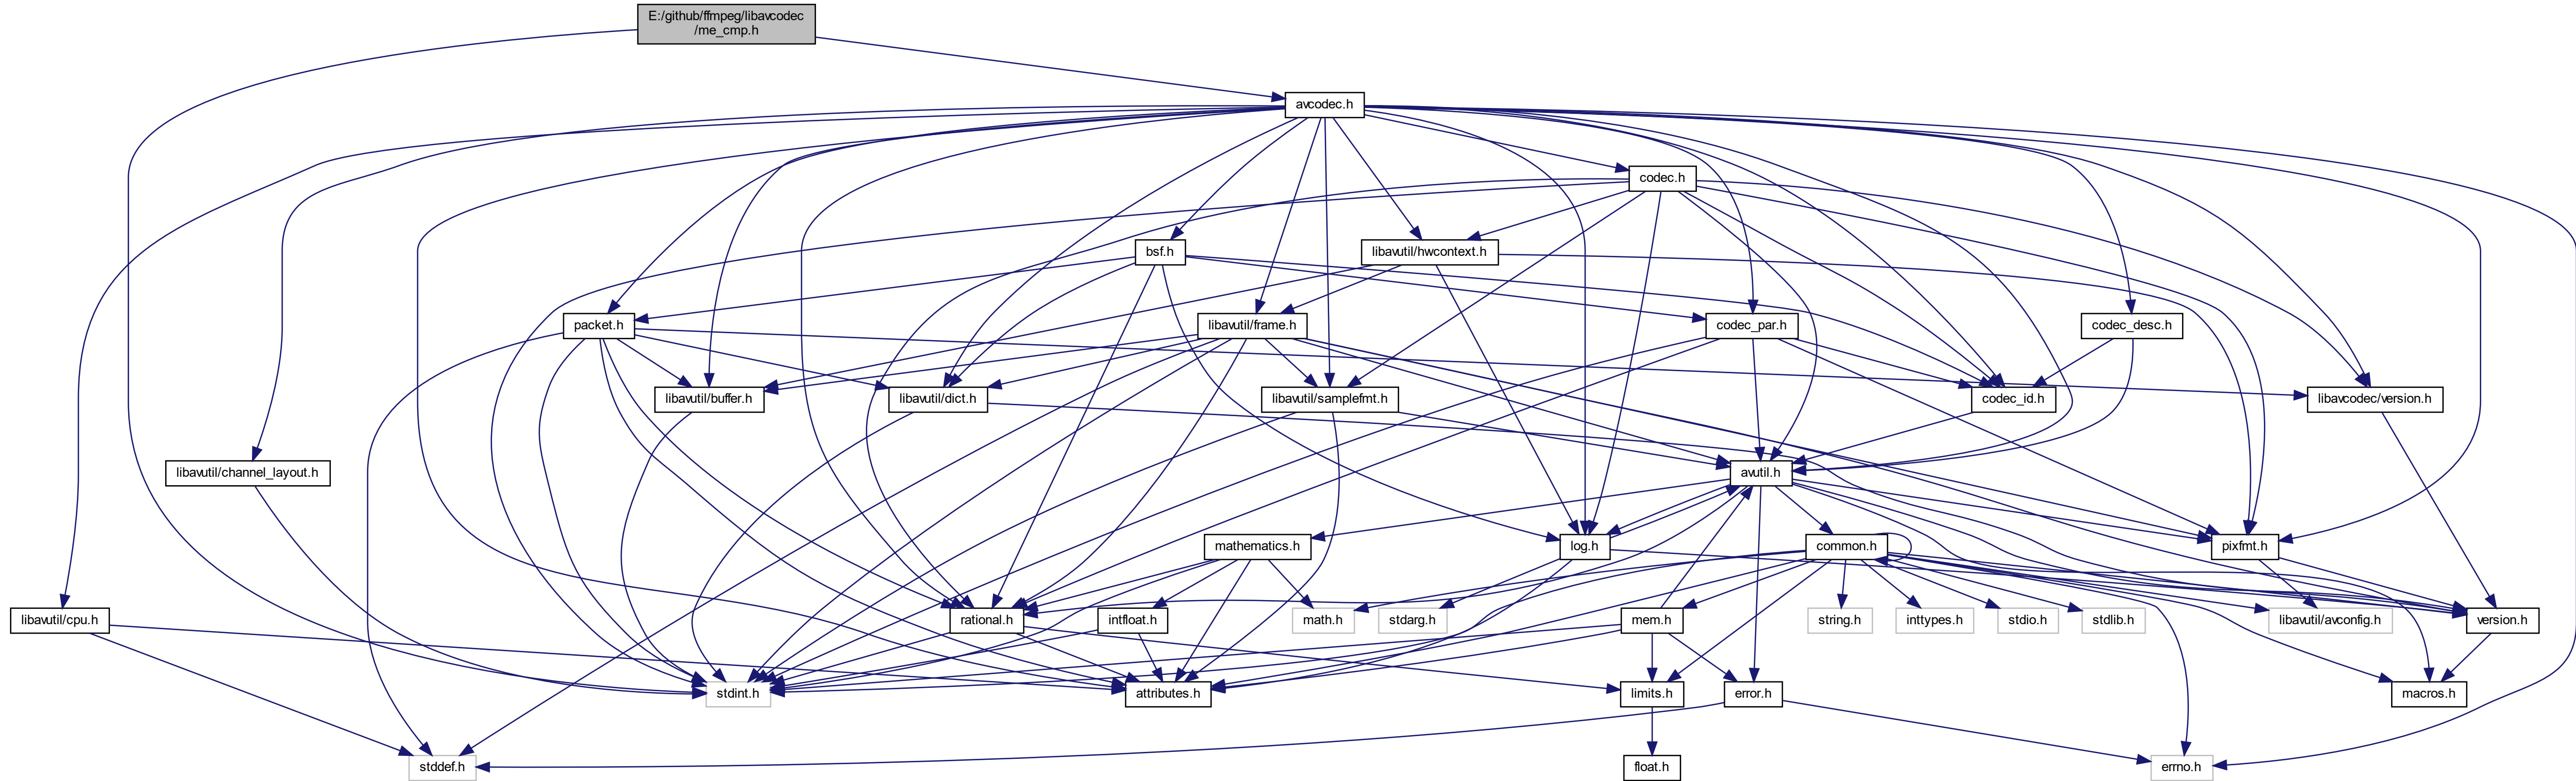 E:/github/ffmpeg/libavcodec
/me_cmp.h
avcodec.h
codec.h
bsf.h
libavutil/hwcontext.h
packet.h
libavutil/frame.h
codec_par.h
codec_desc.h
libavutil/buffer.h
libavutil/dict.h
libavutil/samplefmt.h
codec_id.h
libavcodec/version.h
libavutil/channel_layout.h
avutil.h
mathematics.h
log.h
common.h
pixfmt.h
libavutil/cpu.h
rational.h
intfloat.h
math.h
stdarg.h
mem.h
string.h
inttypes.h
stdio.h
stdlib.h
libavutil/avconfig.h
version.h
stdint.h
attributes.h
limits.h
error.h
macros.h
stddef.h
float.h
errno.h